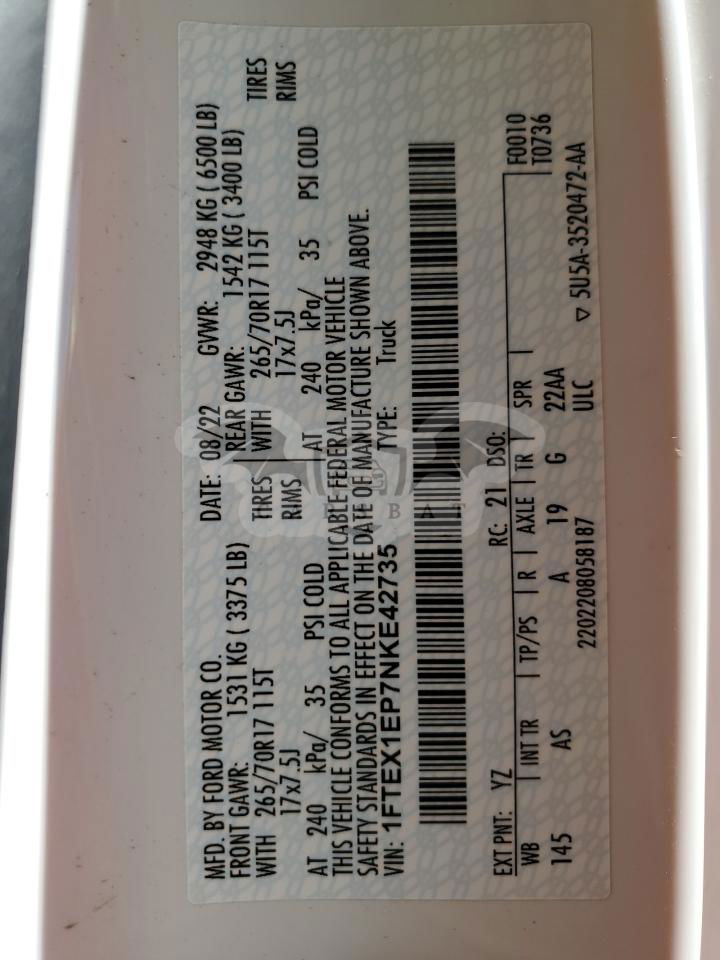 MFD. BY FORD MOTOR CO. DATE: 08/22 GVWR: 2948 KG ( 6500 LB)
FRONT GAWR: 1531 KG ( 3375 LB) REAR GAWR: 1542 KG ( 3400 LB)
WITH 265/70R17 115T TIRES WITH 265/70R17 115T TIRES
17x7.5J RIMS 17x7.5J RIMS
AT 240 kPa/ 35 PSI COLD AT 240 kPa/ 35 PSI COLD
THIS VEHICLE CONFORMS TO ALL APPLICABLE FEDERAL MOTOR VEHICLE
SAFETY STANDARDS IN EFFECT ON THE DATE OF MANUFACTURE SHOWN ABOVE.
VIN: 1FTEX1EP7NKE42735 TYPE: Truck
EXT PNT: YZ RC: 21 DSO: F0010
WB INT TR TP/PS R AXLE TR SPR T0736
145 AS A 19 G 22AA
2202208058187 ULC ▽ 5U5A-3520472-AA